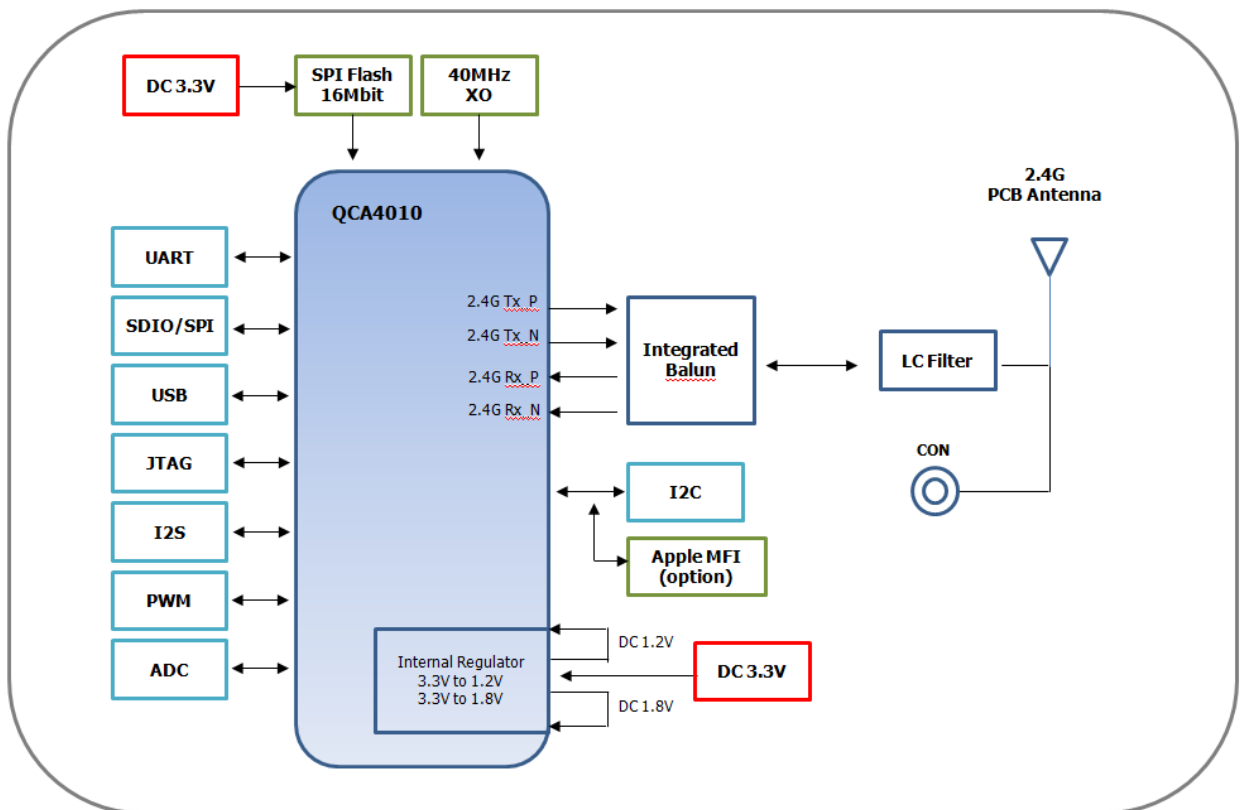 DC 3.3V
SPI Flash
16Mbit
40MHz
XO
2.4G
PCB Antenna
QCA4010
UART
SDIO/SPI
USB
JTAG
I2S
PWM
ADC
2.4G Tx_P
2.4G Tx_N
2.4G Rx_P
2.4G Rx_N
Integrated
Balun
LC Filter
CON
I2C
Apple MFI
(option)
Internal Regulator
3.3V to 1.2V
3.3V to 1.8V
DC 1.2V
DC 3.3V
DC 1.8V